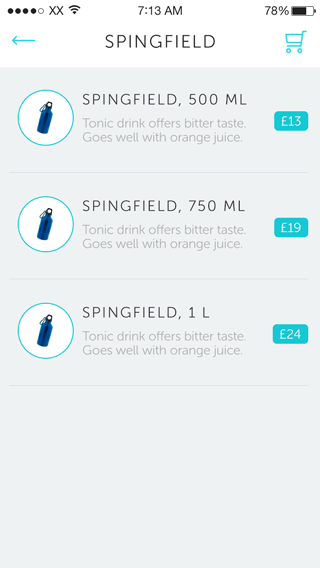 XX 7:13 AM 78%
SPINGFIELD
SPINGFIELD, 500 ML
Tonic drink offers bitter taste.
Goes well with orange juice.
£13
SPINGFIELD, 750 ML
Tonic drink offers bitter taste.
Goes well with orange juice.
£19
SPINGFIELD, 1 L
Tonic drink offers bitter taste.
Goes well with orange juice.
£24